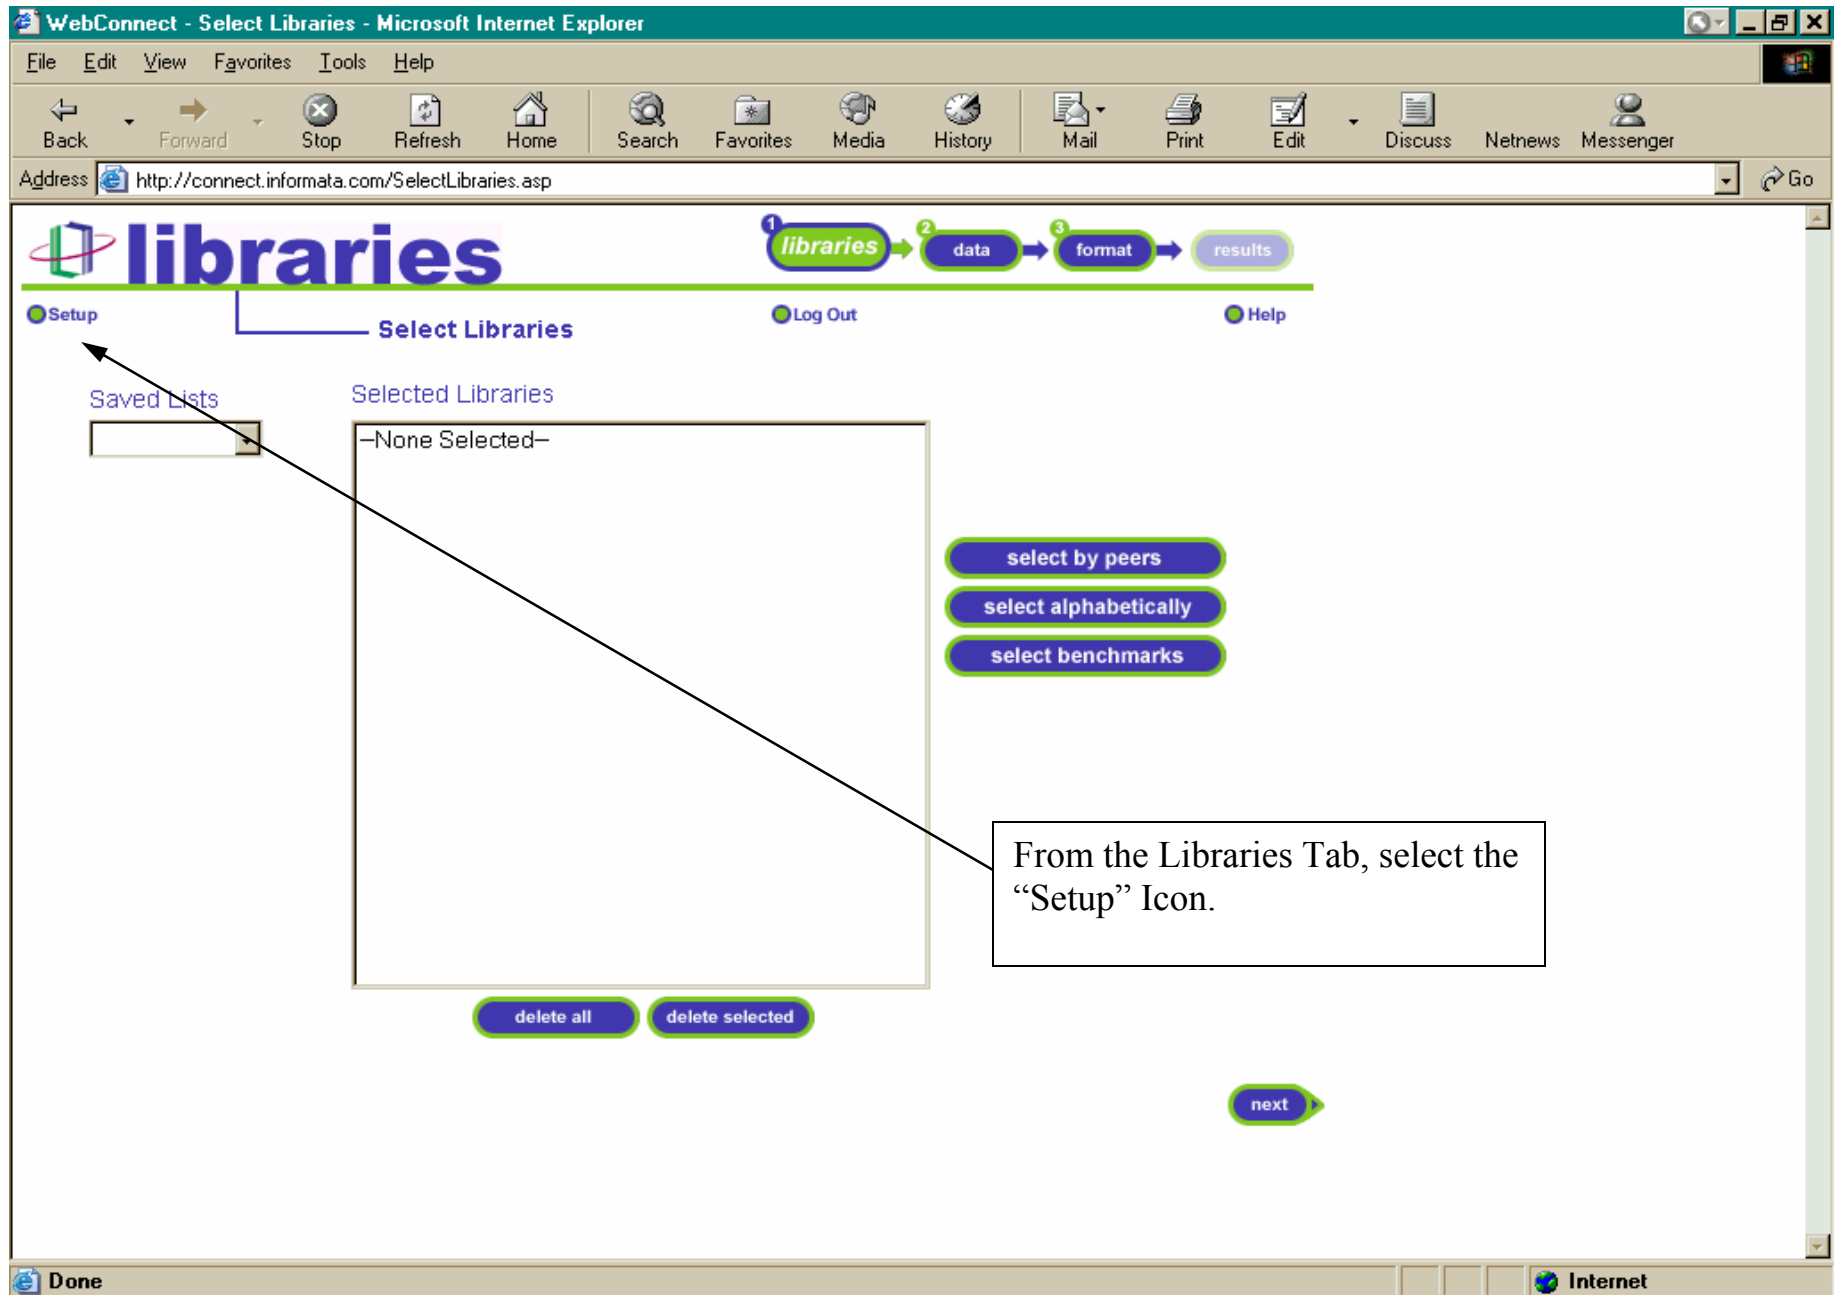 WebConnect - Select Libraries - Microsoft Internet Explorer
File Edit View Favorites Tools Help
Back Forward Stop Refresh Home Search Favorites Media History Mail Print Edit Discuss Netnews Messenger
Address http://connect.informata.com/SelectLibraries.asp Go
libraries
1 libraries 2 data 3 format results
Setup Select Libraries Log Out Help
Saved Lists Selected Libraries
--None Selected--
select by peers
select alphabetically
select benchmarks
From the Libraries Tab, select the
“Setup” Icon.
delete all delete selected
next
Done Internet